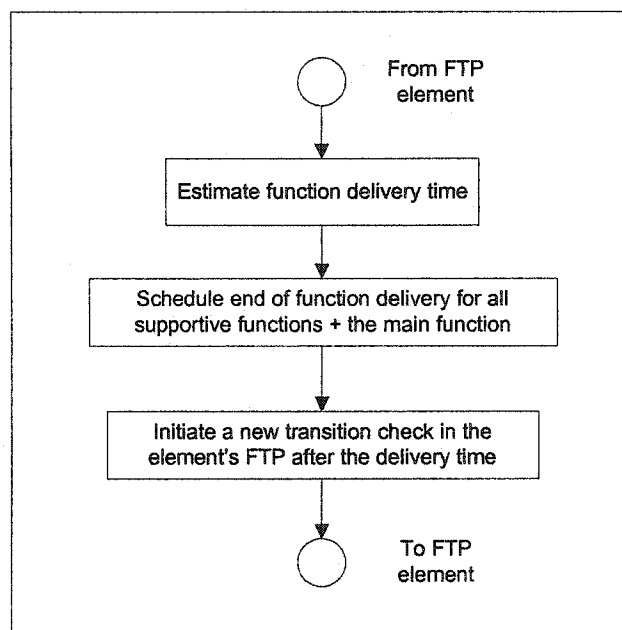 From FTP
element
Estimate function delivery time
Schedule end of function delivery for all
supportive functions + the main function
Initiate a new transition check in the
element's FTP after the delivery time
To FTP
element